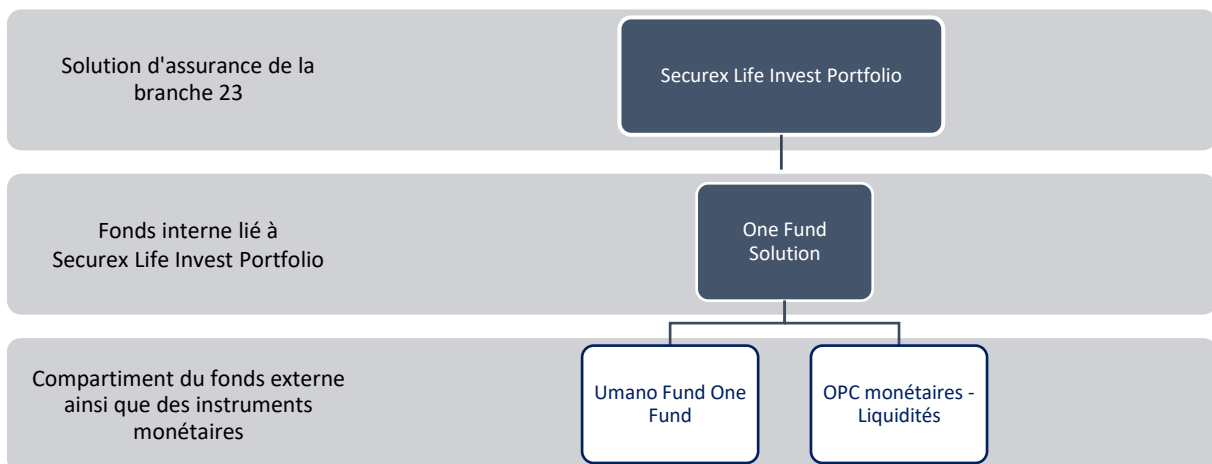 Solution d'assurance de la
branche 23
Securex Life Invest Portfolio
Fonds interne lié à
Securex Life Invest Portfolio
One Fund
Solution
Compartiment du fonds externe
ainsi que des instruments
monétaires
Umano Fund One
Fund
OPC monétaires -
Liquidités